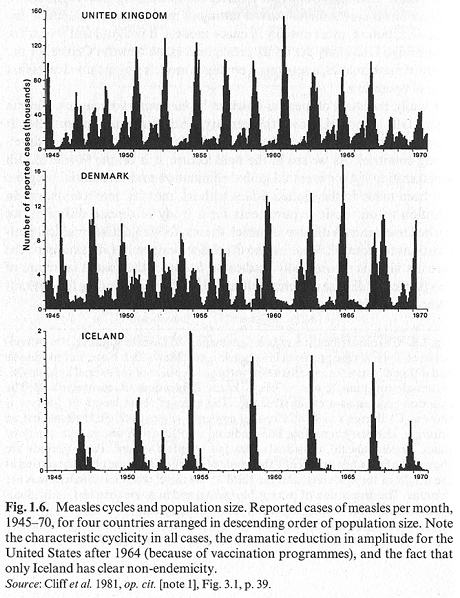 UNITED KINGDOM
160
120
80
40
0
1945 1950 1955 1960 1965 1970
Number of reported cases (thousands)
DENMARK
16
12
8
4
0
1945 1950 1955 1960 1965 1970
ICELAND
2
1
0
1945 1950 1955 1960 1965 1970
Fig. 1.6. Measles cycles and population size. Reported cases of measles per month,
1945–70, for four countries arranged in descending order of population size. Note
the characteristic cyclicity in all cases, the dramatic reduction in amplitude for the
United States after 1964 (because of vaccination programmes), and the fact that
only Iceland has clear non-endemicity.
Source: Cliff et al. 1981, op. cit. [note 1], Fig. 3.1, p. 39.